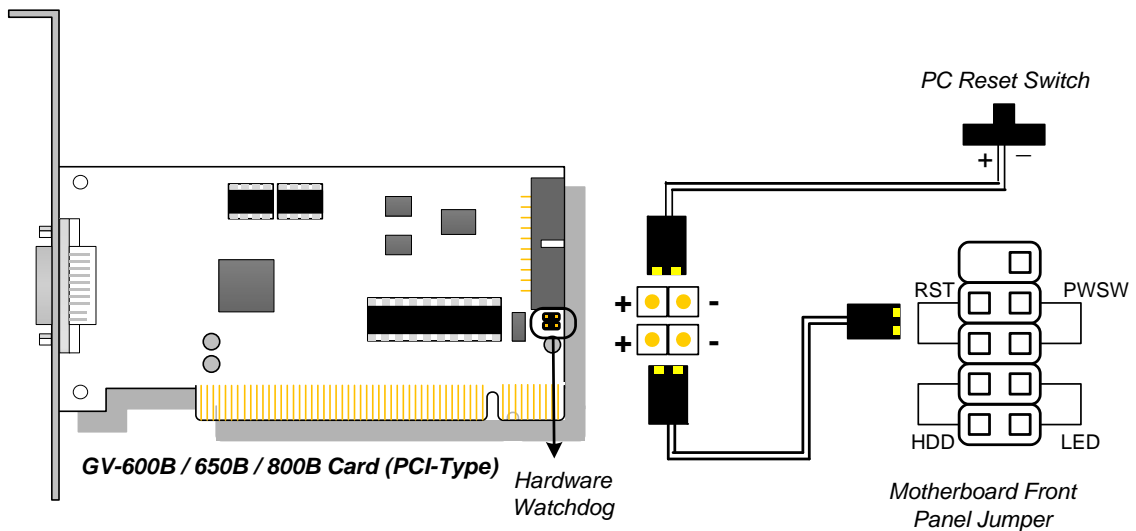 PC Reset Switch
+ –
+ -
+ -
RST PWSW
HDD LED
GV-600B / 650B / 800B Card (PCI-Type)
Hardware
Watchdog
Motherboard Front
Panel Jumper